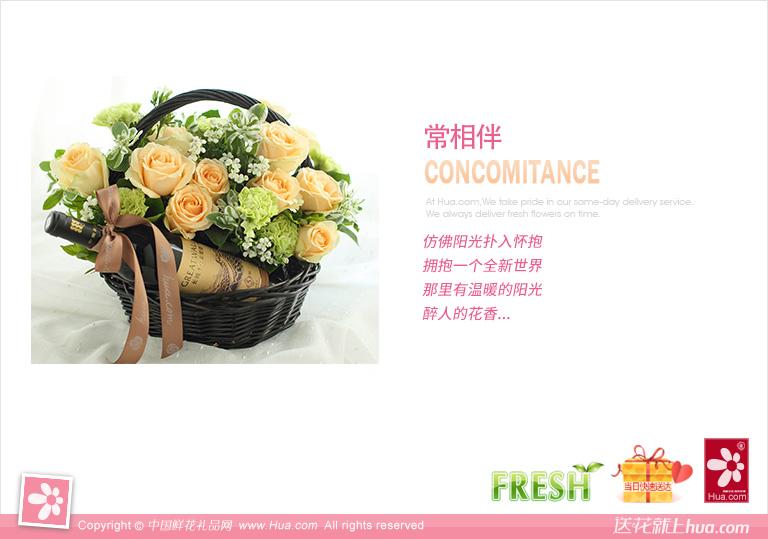 常相伴
CONCOMITANCE
At Hua.com,We take pride in our same-day delivery service.
We always deliver fresh flowers on time.
仿佛阳光扑入怀抱
拥抱一个全新世界
那里有温暖的阳光
醉人的花香...
GREATWALL
Hua.com
FRESH
当日快速送达
Hua.com
Copyright © 中国鲜花礼品网 www.Hua.com All rights reserved
送花就上hua.com